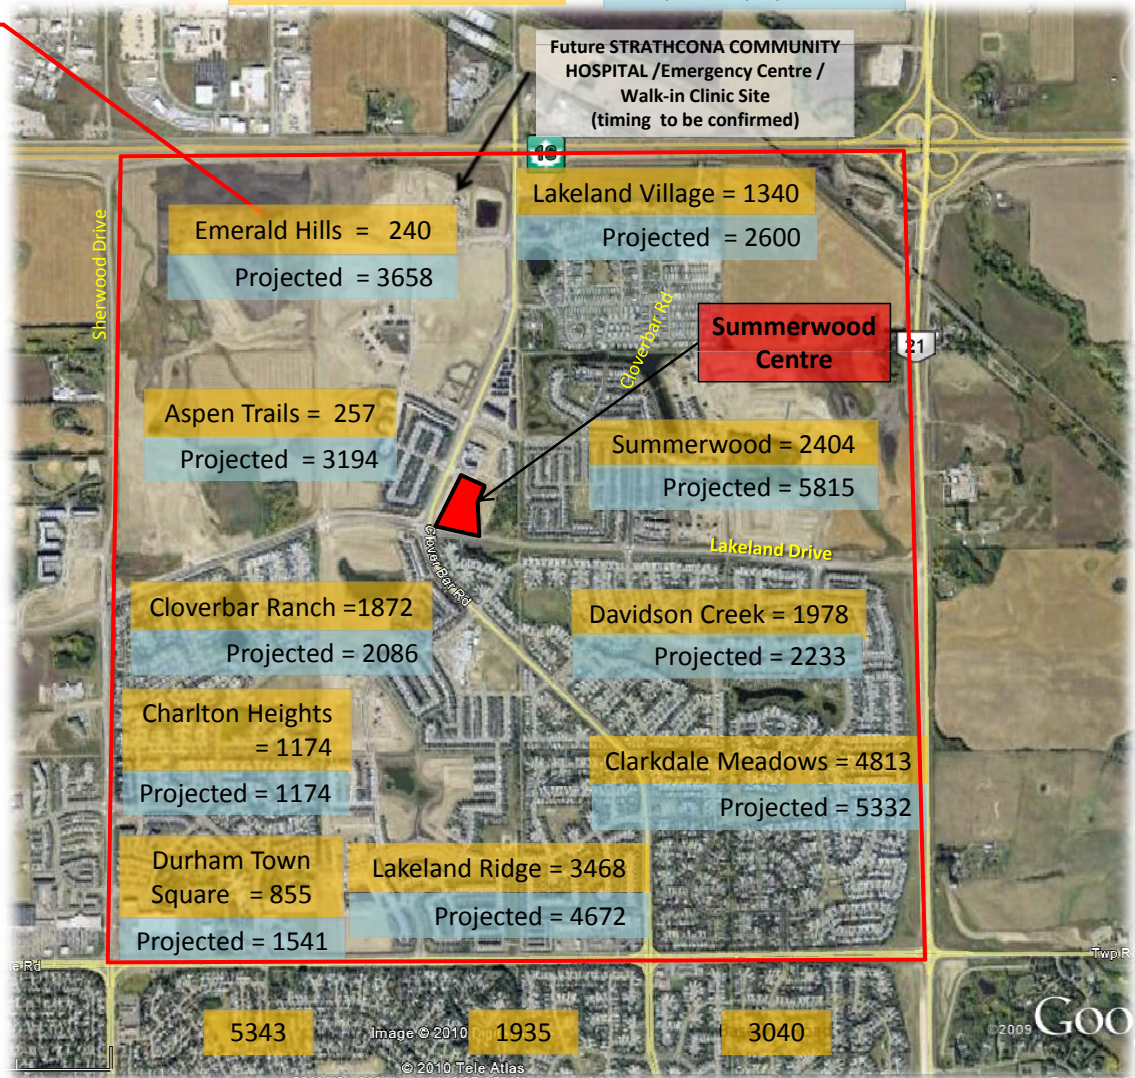 Future STRATHCONA COMMUNITY
HOSPITAL /Emergency Centre /
Walk-in Clinic Site
(timing to be confirmed)
16
Lakeland Village = 1340
Projected = 2600
Emerald Hills = 240
Projected = 3658
Sherwood Drive
Cloverbar Rd
Summerwood
Centre
21
Aspen Trails = 257
Projected = 3194
Summerwood = 2404
Projected = 5815
Lakeland Drive
Clover Bar Rd
Cloverbar Ranch =1872
Projected = 2086
Davidson Creek = 1978
Projected = 2233
Charlton Heights
= 1174
Projected = 1174
Clarkdale Meadows = 4813
Projected = 5332
Durham Town
Square = 855
Projected = 1541
Lakeland Ridge = 3468
Projected = 4672
e Rd
Twp R
5343
1935
3040
Image © 2010
©2009
Goo
© 2010 Tele Atlas